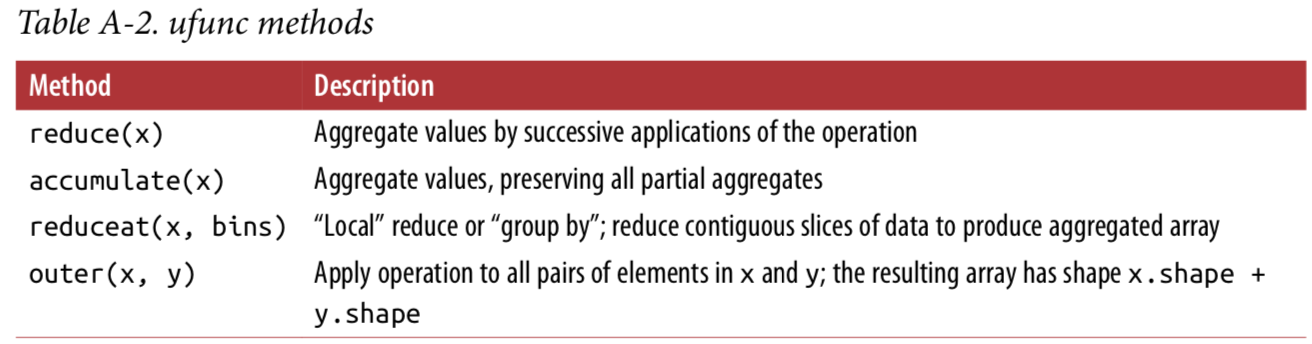 Table A-2. ufunc methods
Method Description
reduce(x) Aggregate values by successive applications of the operation
accumulate(x) Aggregate values, preserving all partial aggregates
reduceat(x, bins) “Local” reduce or “group by”; reduce contiguous slices of data to produce aggregated array
outer(x, y) Apply operation to all pairs of elements in x and y; the resulting array has shape x.shape +
y.shape